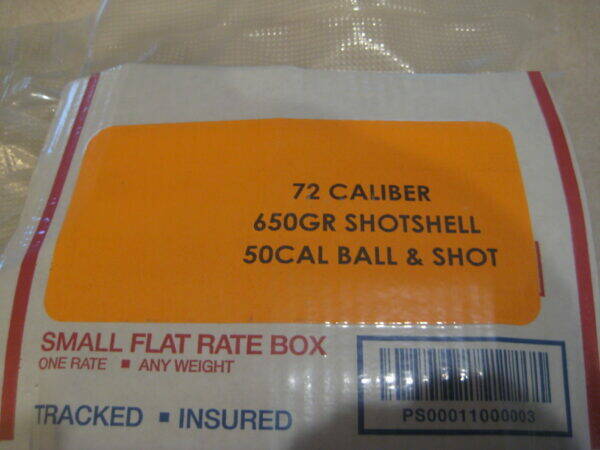 72 CALIBER
650GR SHOTSHELL
50CAL BALL & SHOT
SMALL FLAT RATE BOX
ONE RATE ▪ ANY WEIGHT
TRACKED ▪ INSURED
PS00011000003